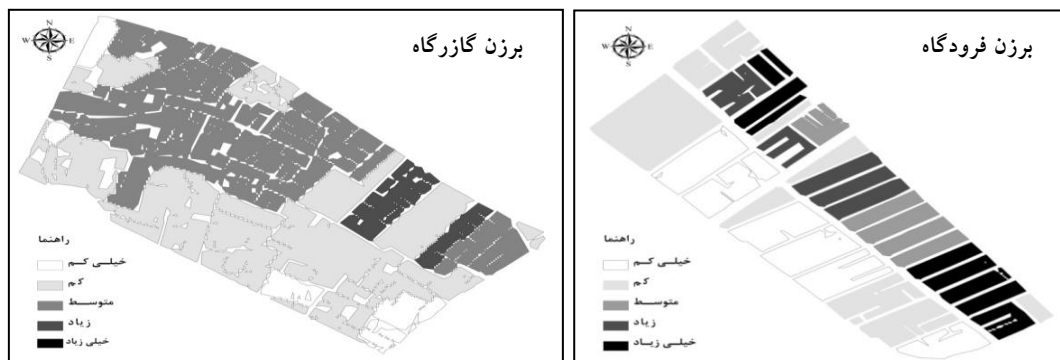 برزن گازرگاه
N
W E
S
راهنما
خیلی کم
کم
متوسط
زیاد
خیلی زیاد
برزن فرودگاه
N
W E
S
راهنما
خیلی کم
کم
متوسط
زیاد
خیلی زیاد